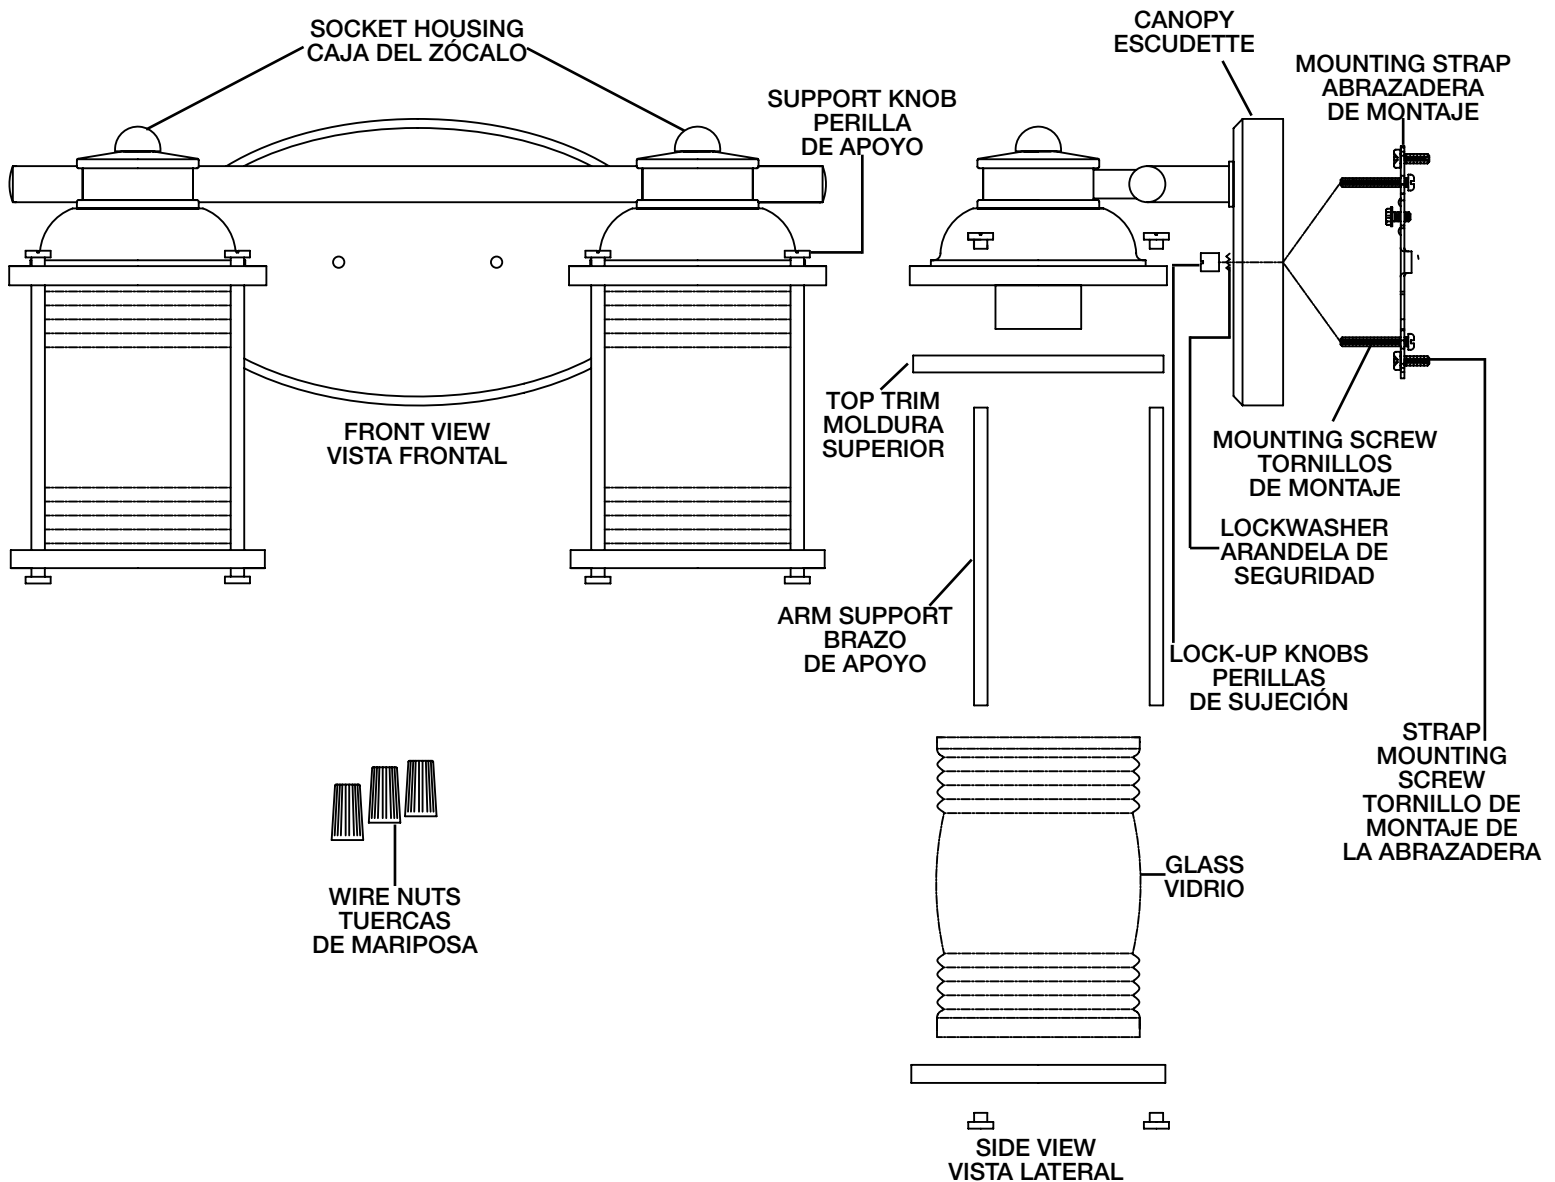 SOCKET HOUSING
CAJA DEL ZÓCALO
SUPPORT KNOB
PERILLA
DE APOYO
CANOPY
ESCUDETTE
MOUNTING STRAP
ABRAZADERA
DE MONTAJE
FRONT VIEW
VISTA FRONTAL
TOP TRIM
MOLDURA
SUPERIOR
MOUNTING SCREW
TORNILLOS
DE MONTAJE
LOCKWASHER
ARANDELA DE
SEGURIDAD
ARM SUPPORT
BRAZO
DE APOYO
LOCK-UP KNOBS
PERILLAS
DE SUJECIÓN
STRAP
MOUNTING
SCREW
TORNILLO DE
MONTAJE DE
LA ABRAZADERA
GLASS
VIDRIO
WIRE NUTS
TUERCAS
DE MARIPOSA
SIDE VIEW
VISTA LATERAL